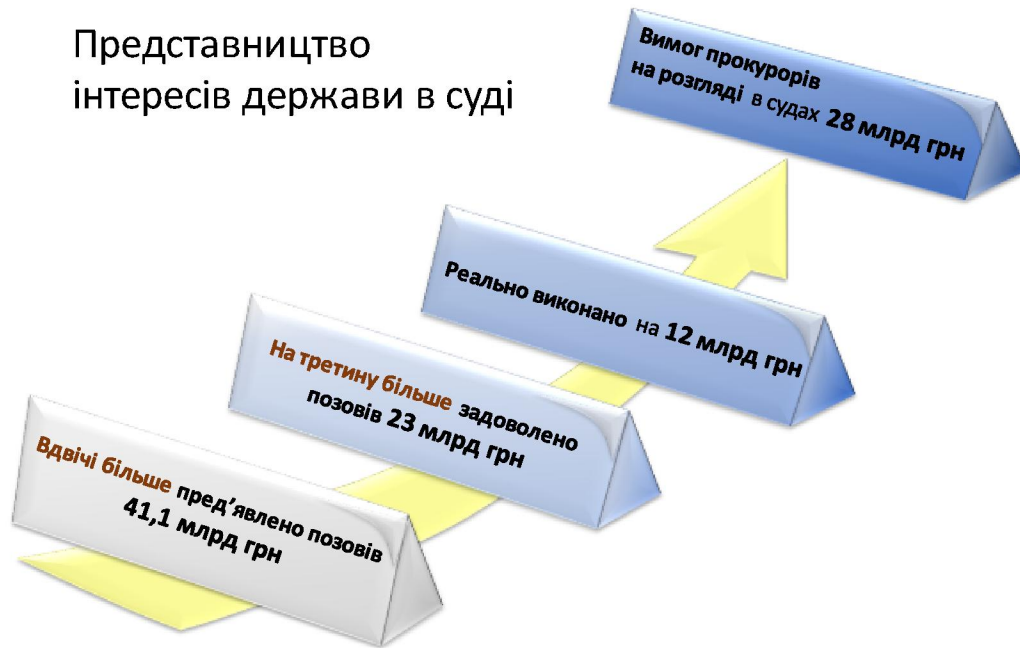 Представництво
інтересів держави в суді
Вимог прокурорів
на розгляді в судах 28 млрд грн
Реально виконано на 12 млрд грн
На третину більше задоволено
позовів 23 млрд грн
Вдвічі більше пред’явлено позовів
41,1 млрд грн